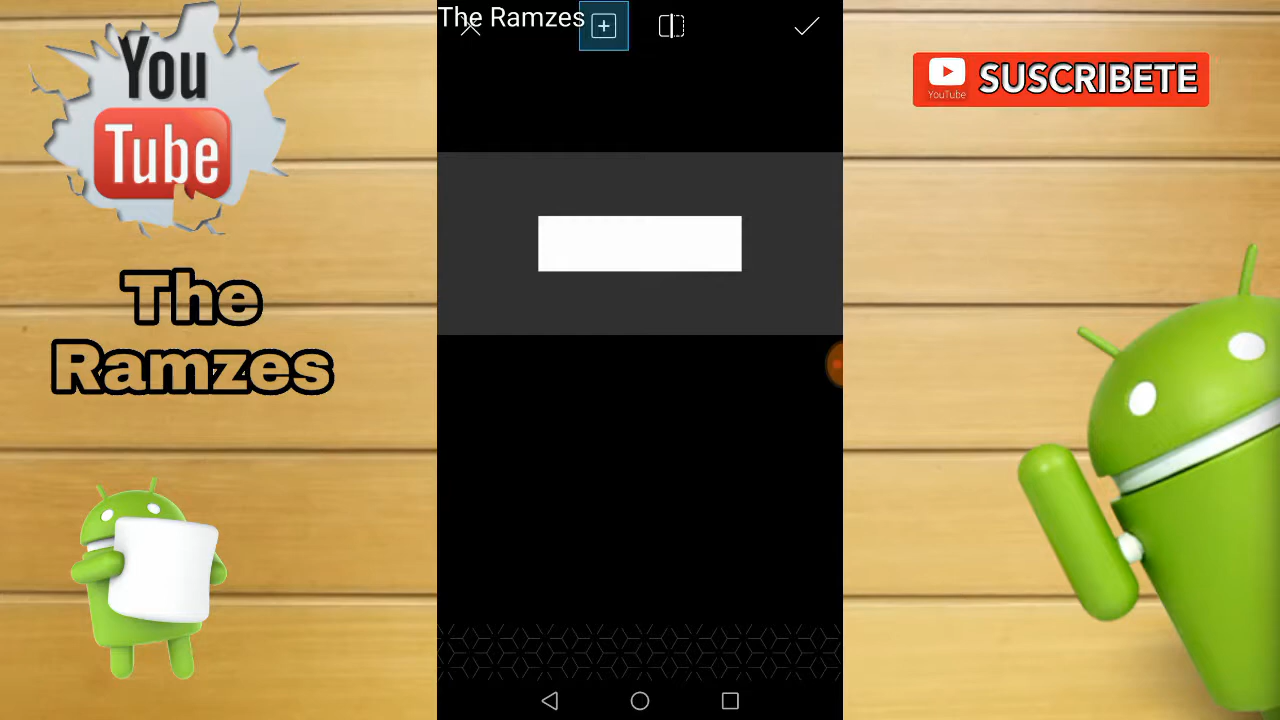 You
Tube
The
Ramzes
The Ramzes
YouTube
SUSCRIBETE